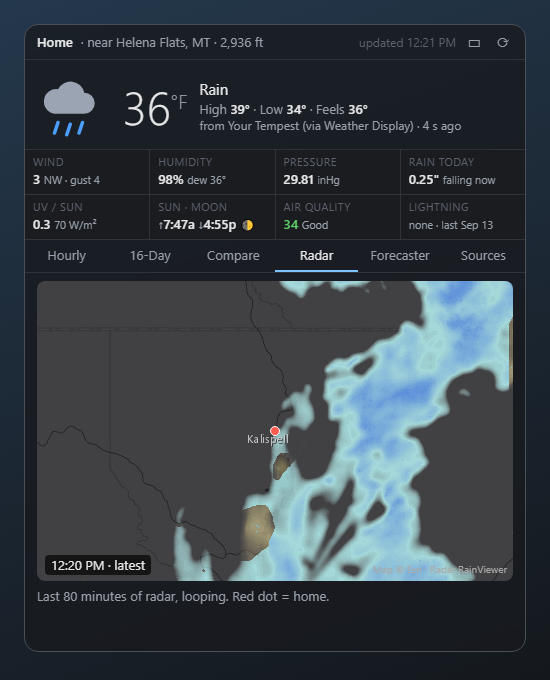 Home · near Helena Flats, MT · 2,936 ft updated 12:21 PM
36°F
Rain
High 39° · Low 34° · Feels 36°
from Your Tempest (via Weather Display) · 4 s ago
WIND HUMIDITY PRESSURE RAIN TODAY
3 NW · gust 4 98% dew 36° 29.81 inHg 0.25" falling now
UV / SUN SUN · MOON AIR QUALITY LIGHTNING
0.3 70 W/m² ↑7:47a ↓4:55p 34 Good none · last Sep 13
Hourly 16-Day Compare Radar Forecaster Sources
Kalispell
12:20 PM · latest
RainViewer
Last 80 minutes of radar, looping. Red dot = home.